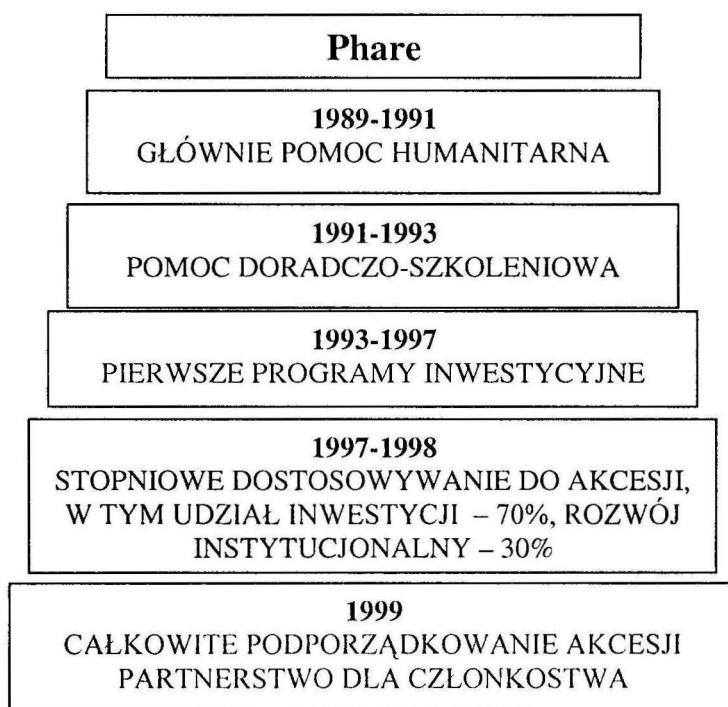 Phare
1989-1991
GŁÓWNIE POMOC HUMANITARNA
1991-1993
POMOC DORADCZO-SZKOLENIOWA
1993-1997
PIERWSZE PROGRAMY INWESTYCYJNE
1997-1998
STOPNIOWE DOSTOSOWYWANIE DO AKCESJI,
W TYM UDZIAŁ INWESTYCJI – 70%, ROZWÓJ
INSTYTUCJONALNY – 30%
1999
CAŁKOWITE PODPORZĄDKOWANIE AKCESJI
PARTNERSTWO DLA CZŁONKOSTWA